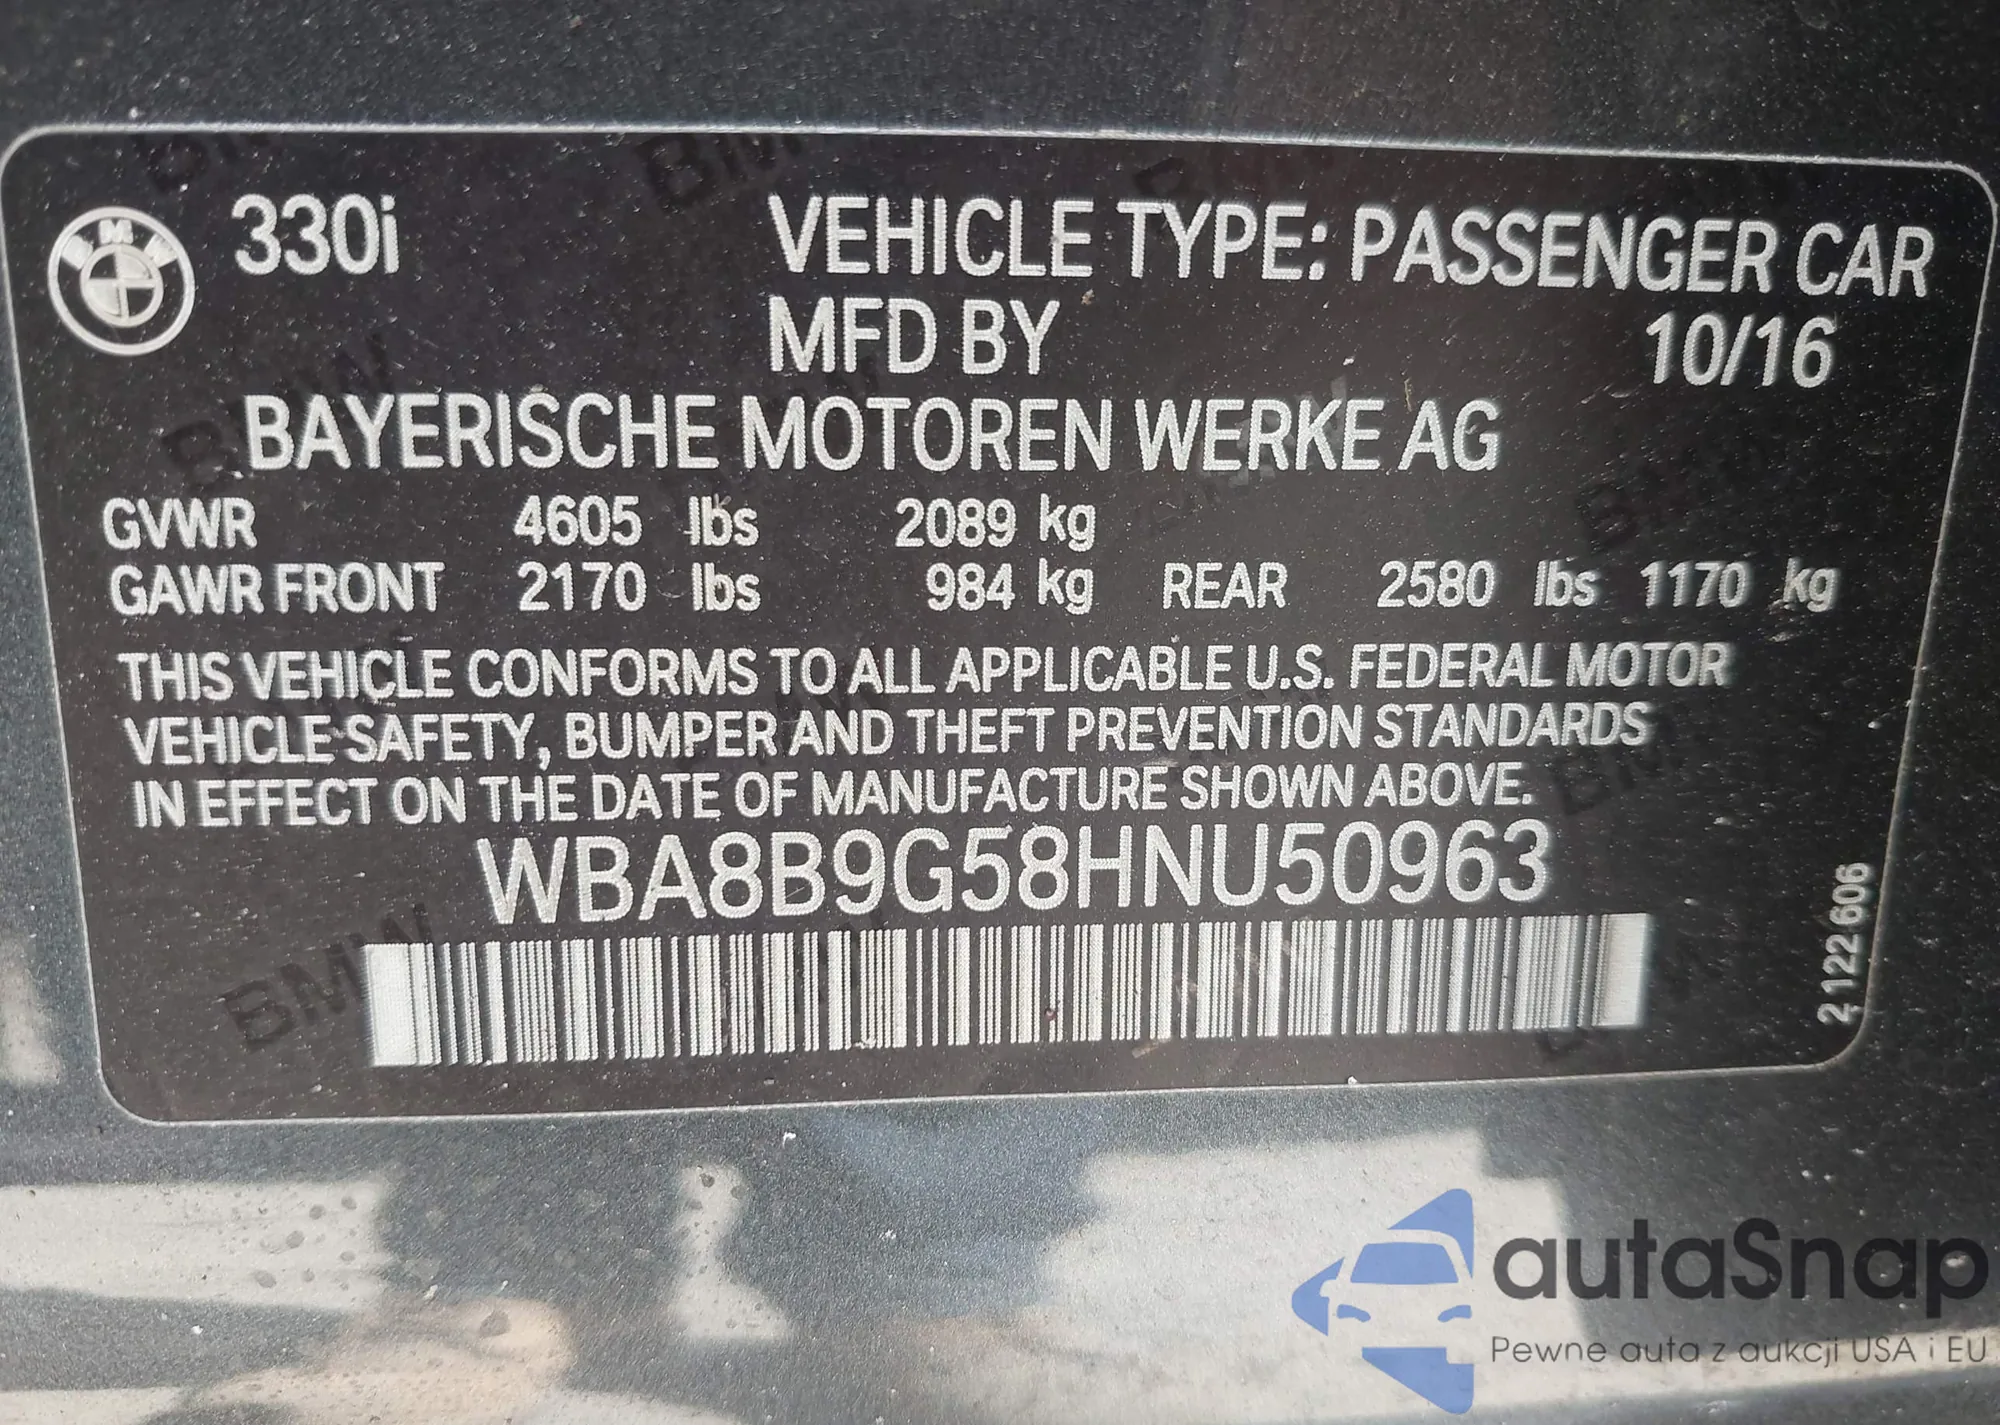 BMW 330i VEHICLE TYPE: PASSENGER CAR
MFD BY 10/16
BAYERISCHE MOTOREN WERKE AG
GVWR 4605 lbs 2089 kg
GAWR FRONT 2170 lbs 984 kg REAR 2580 lbs 1170 kg
THIS VEHICLE CONFORMS TO ALL APPLICABLE U.S. FEDERAL MOTOR
VEHICLE SAFETY, BUMPER AND THEFT PREVENTION STANDARDS
IN EFFECT ON THE DATE OF MANUFACTURE SHOWN ABOVE.
WBA8B9G58HNU50963
2 122 606
autaSnap
Pewne auta z aukcji USA i EU